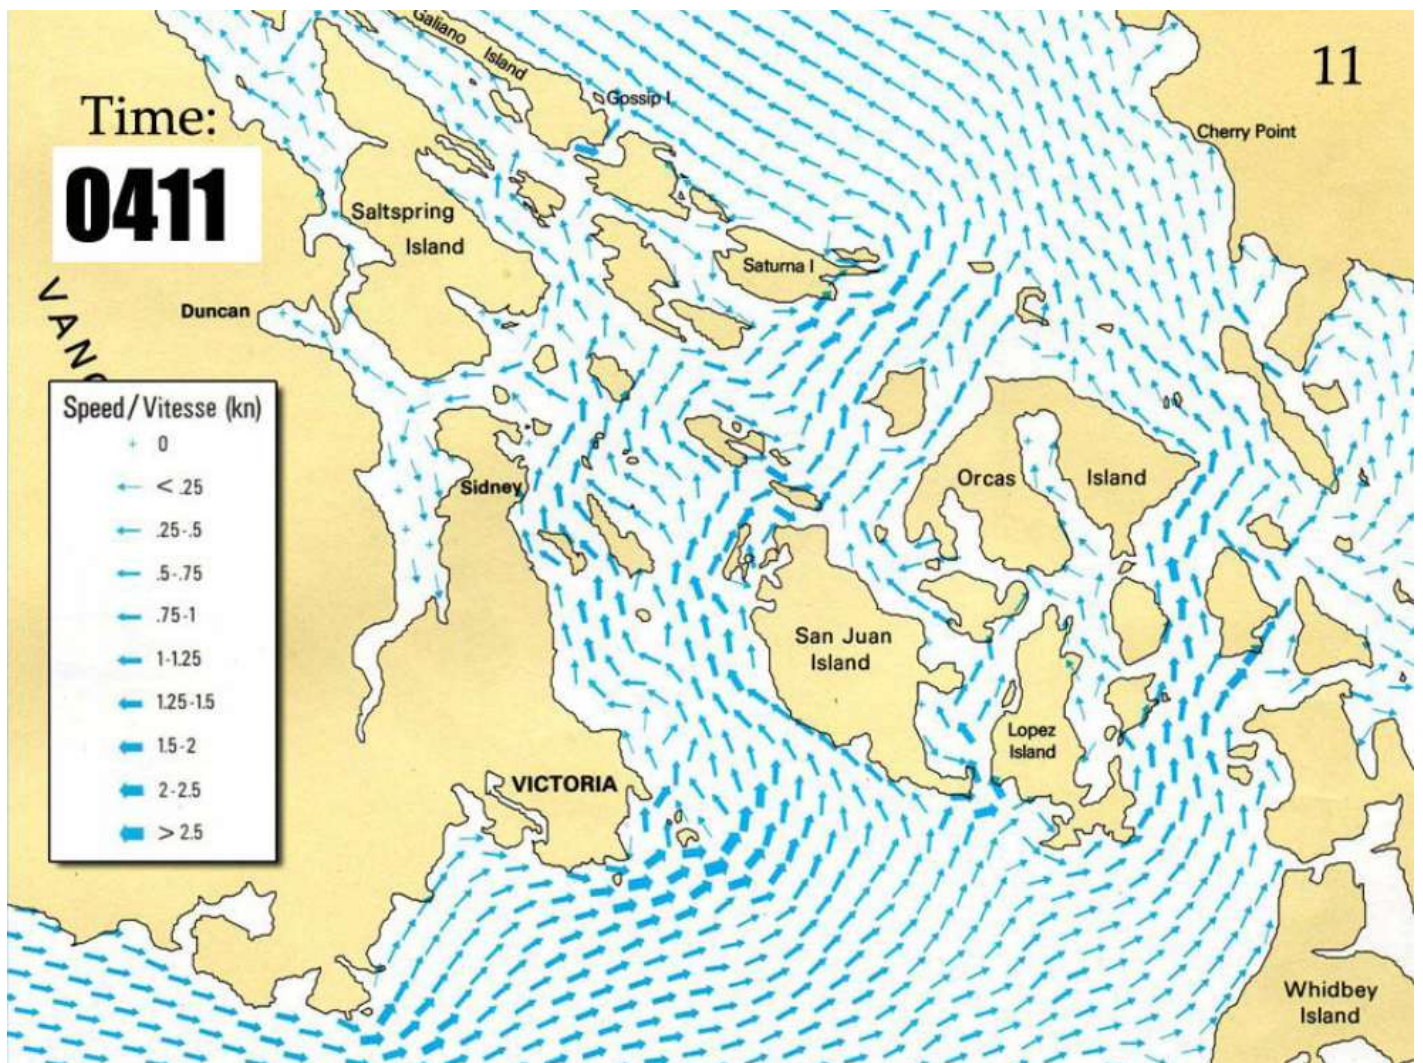 Galiano Island
11
Gossip I
Time:
Cherry Point
0411
Saltspring
Island
Saturna I
Duncan
VANC
Speed/Vitesse (kn)
0
< .25
.25-.5
.5-.75
.75-1
1-1.25
1.25-1.5
1.5-2
2-2.5
> 2.5
Sidney
Orcas Island
San Juan
Island
Lopez
Island
VICTORIA
Whidbey
Island